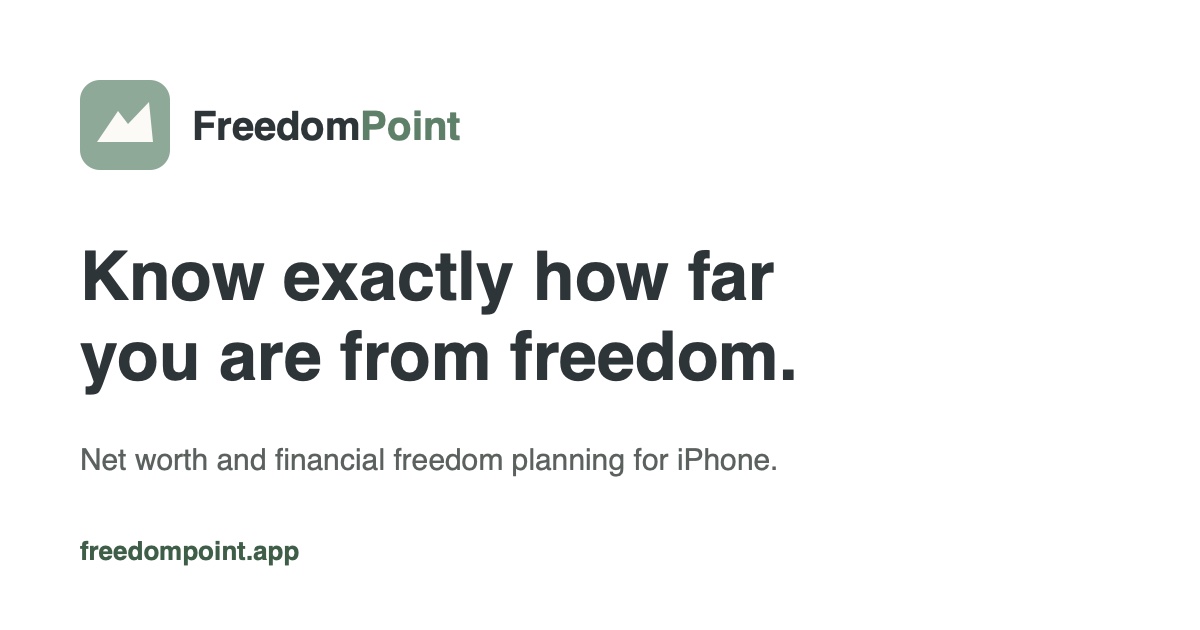 FreedomPoint
Know exactly how far
you are from freedom.
Net worth and financial freedom planning for iPhone.
freedompoint.app